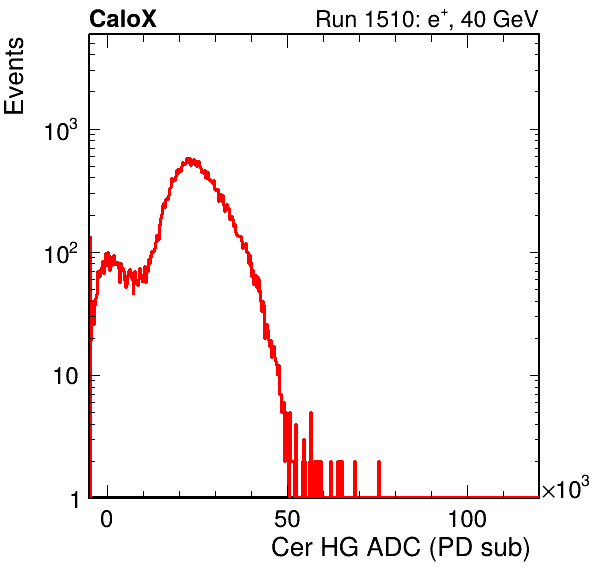 CaloX Run 1510: e⁺, 40 GeV
Events
10³
10²
10
1
0 50 100 ×10³
Cer HG ADC (PD sub)